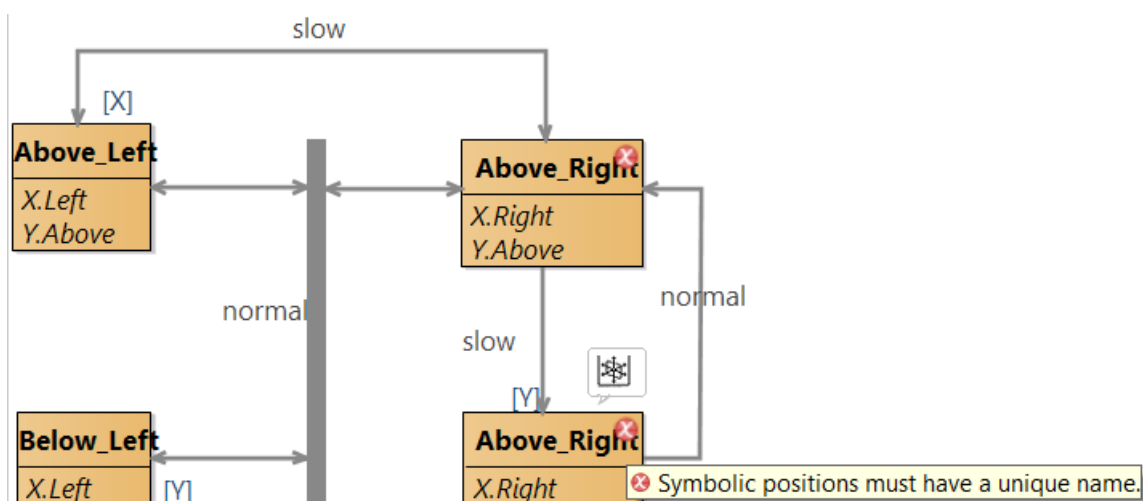 slow
[X]
Above_Left
X.Left
Y.Above
Above_Right
X.Right
Y.Above
normal
normal
slow
[Y]
Below_Left
X.Left
[Y]
Above_Right
X.Right
Symbolic positions must have a unique name.